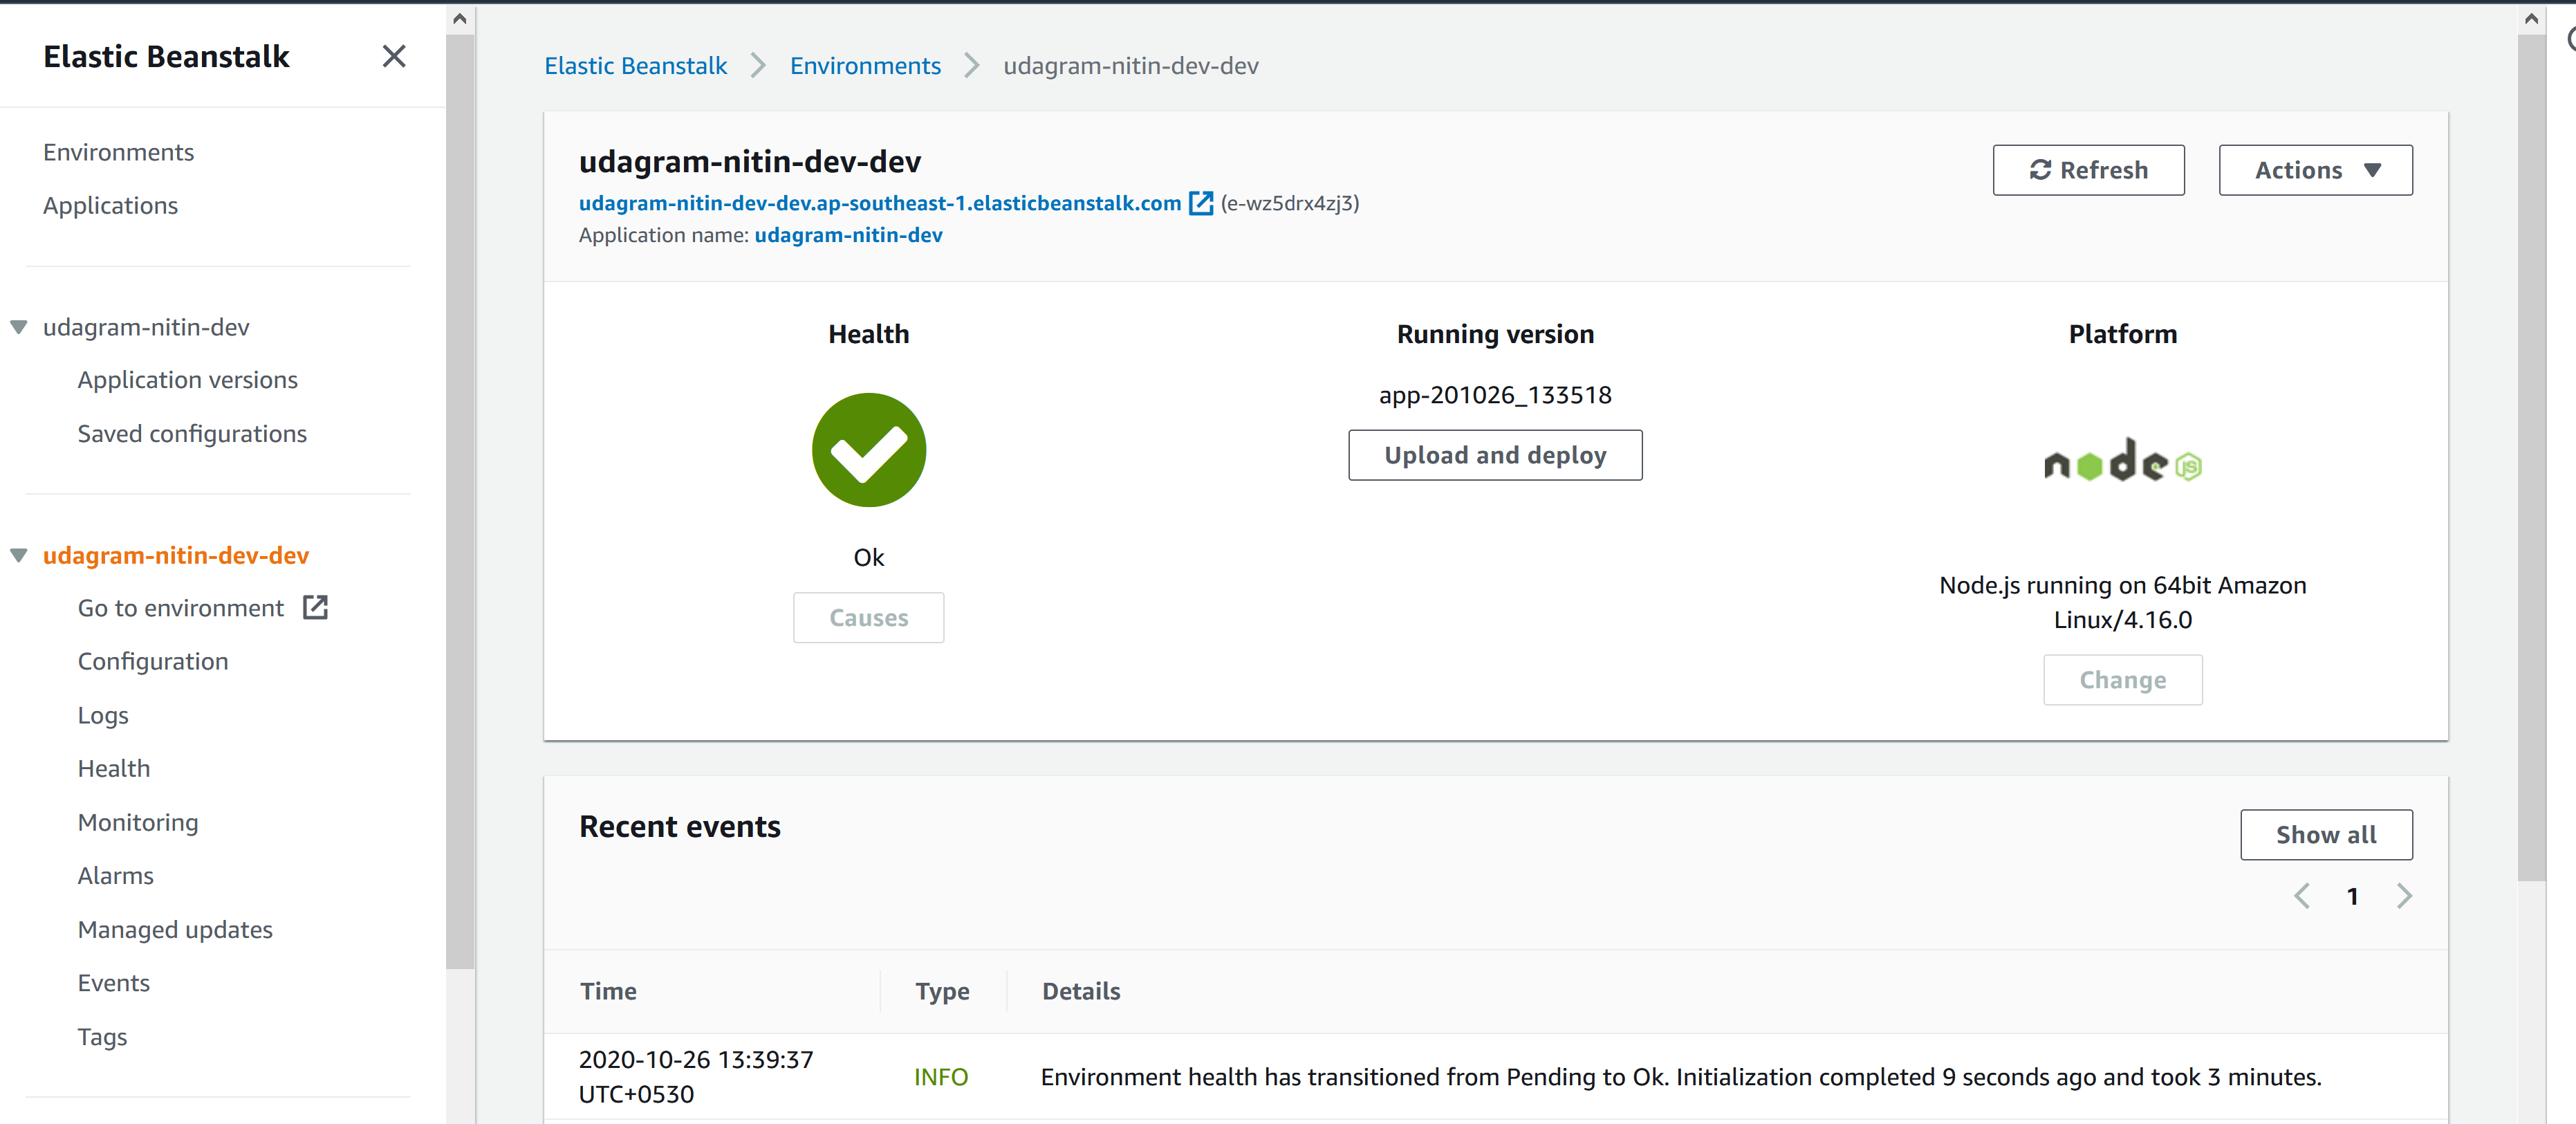 Elastic Beanstalk
Environments
Applications
udagram-nitin-dev
Application versions
Saved configurations
udagram-nitin-dev-dev
Go to environment
Configuration
Logs
Health
Monitoring
Alarms
Managed updates
Events
Tags
Elastic Beanstalk Environments udagram-nitin-dev-dev
udagram-nitin-dev-dev
udagram-nitin-dev-dev.ap-southeast-1.elasticbeanstalk.com (e-wz5drx4zj3)
Application name: udagram-nitin-dev
Refresh
Actions
Health
Ok
Causes
Running version
app-201026_133518
Upload and deploy
Platform
node JS
Node.js running on 64bit Amazon
Linux/4.16.0
Change
Recent events
Show all
1
Time Type Details
2020-10-26 13:39:37
UTC+0530
INFO
Environment health has transitioned from Pending to Ok. Initialization completed 9 seconds ago and took 3 minutes.